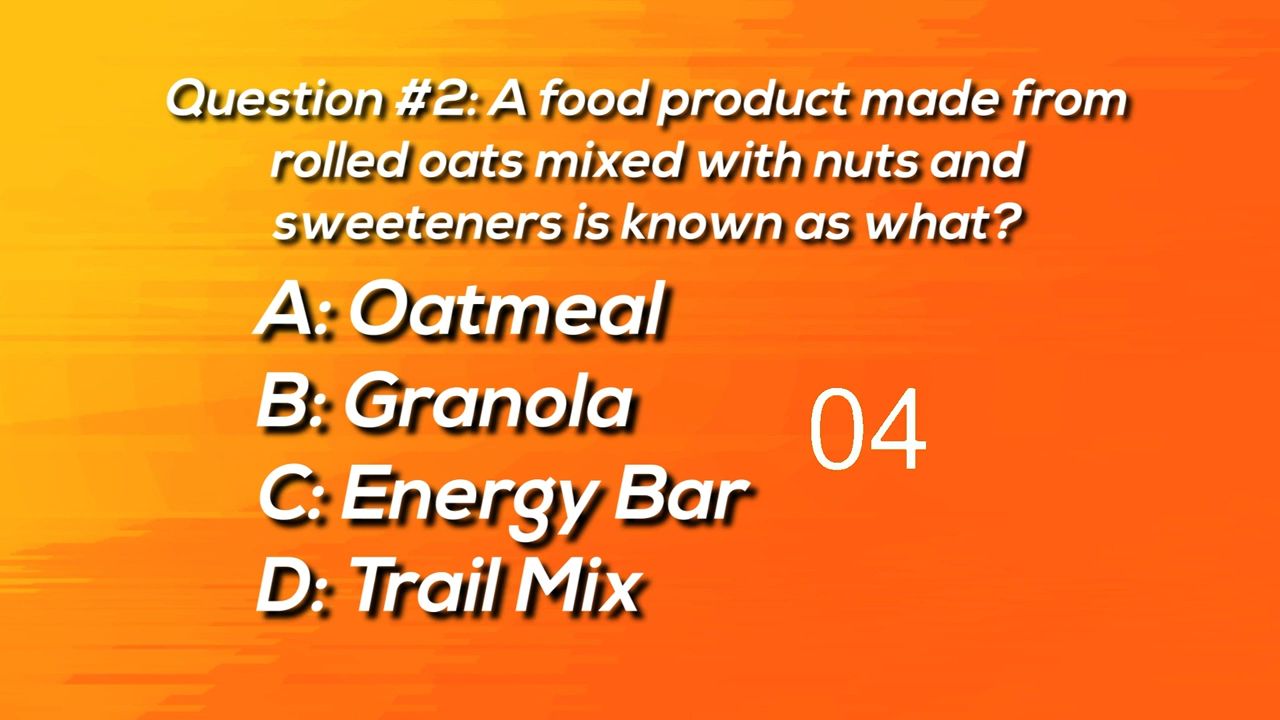 Question #2: A food product made from
rolled oats mixed with nuts and
sweeteners is known as what?
A: Oatmeal
B: Granola
04
C: Energy Bar
D: Trail Mix